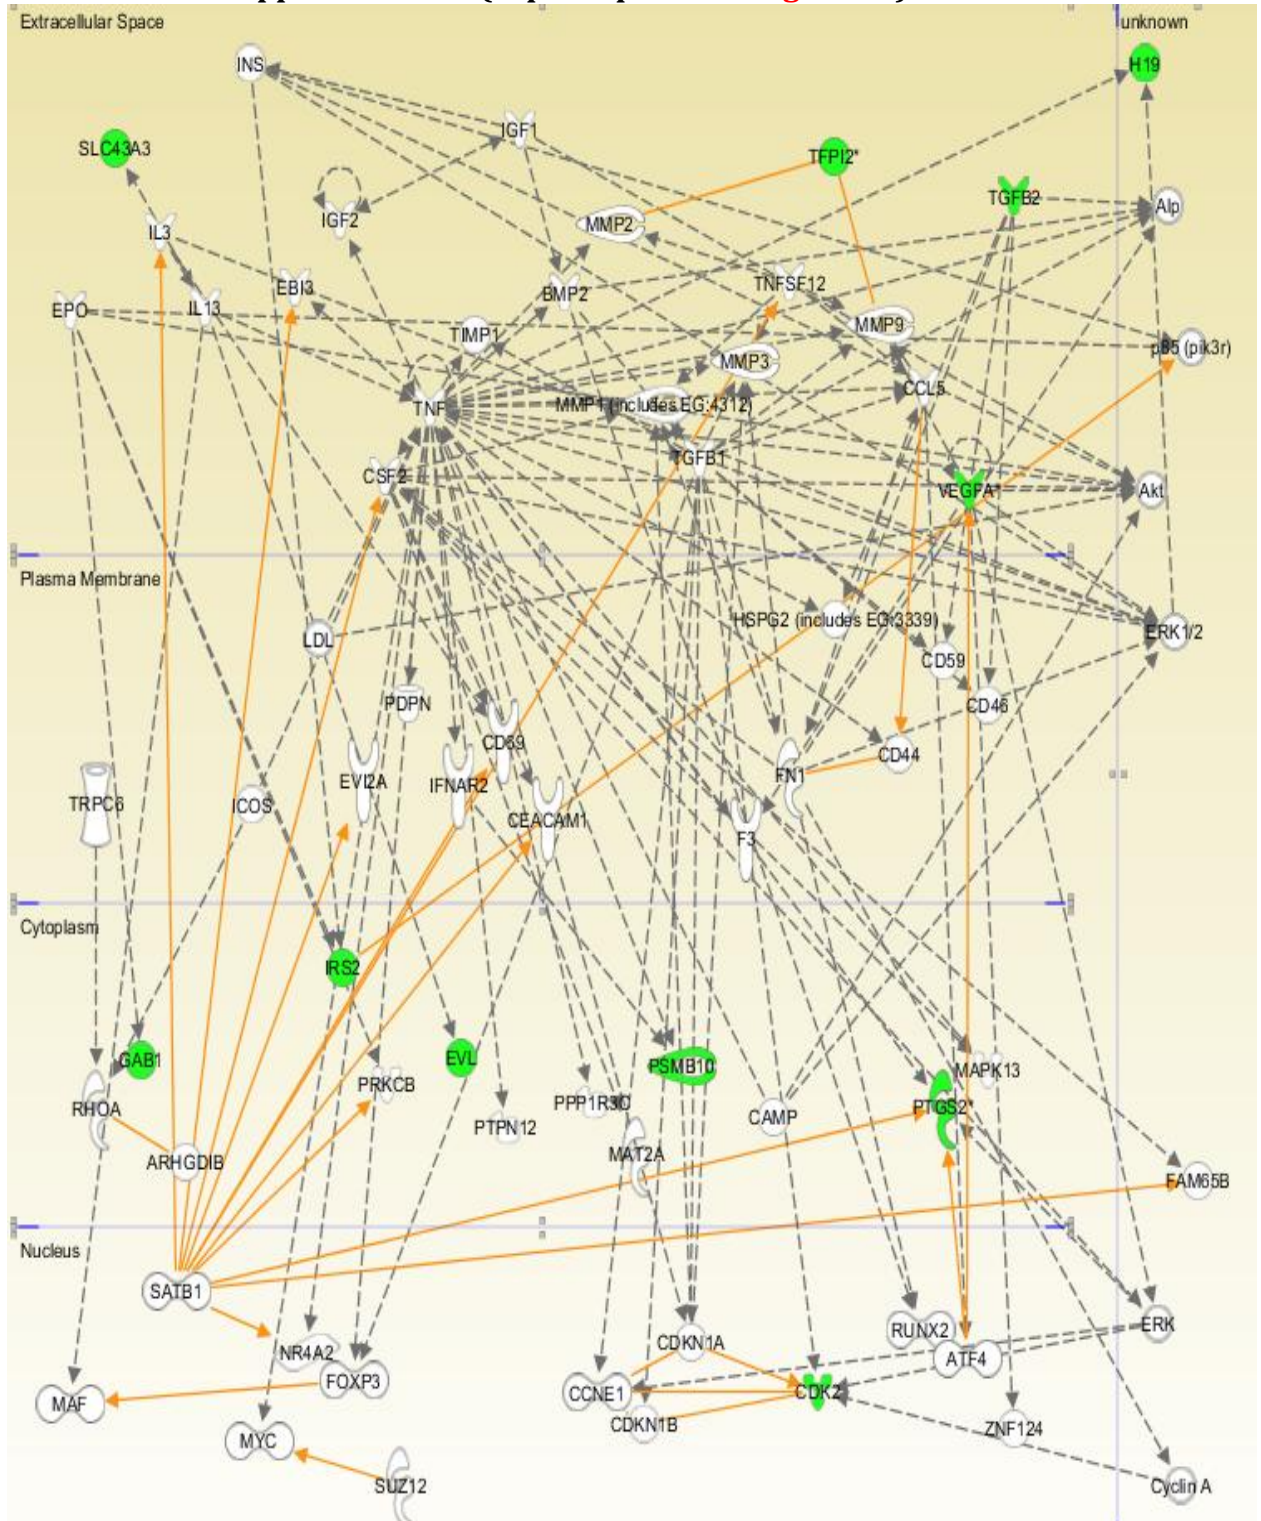 Extracellular Space
unknown
INS
H19
IGF1
SLC43A3
TFPI2*
TGFB2
Alp
IGF2
MMP2
IL3
TNFSF12
EBI3
BMP2
EPO
IL13
MMP9
TIMP1
p85 (pik3r)
MMP3
CCL5
TNF
MMP1 (includes EG:4312)
TGFB1
CSF2
VEGFA*
Akt
Plasma Membrane
HSPG2 (includes EG:3339)
ERK1/2
LDL
CD59
PDPN
CD46
CD69
CD44
EVI2A
IFNAR2
FN1
TRPC6
ICOS
CEACAM1
F3
Cytoplasm
IRS2
GAB1
EVL
PSMB10
MAPK13
PRKCB
PPP1R3C
PTGS2*
RHOA
CAMP
PTPN12
MAT2A
ARHGDIB
FAM65B
Nucleus
SATB1
ERK
RUNX2
CDKN1A
NR4A2
ATF4
FOXP3
CCNE1
CDK2
MAF
CDKN1B
ZNF124
MYC
SUZ12
Cyclin A